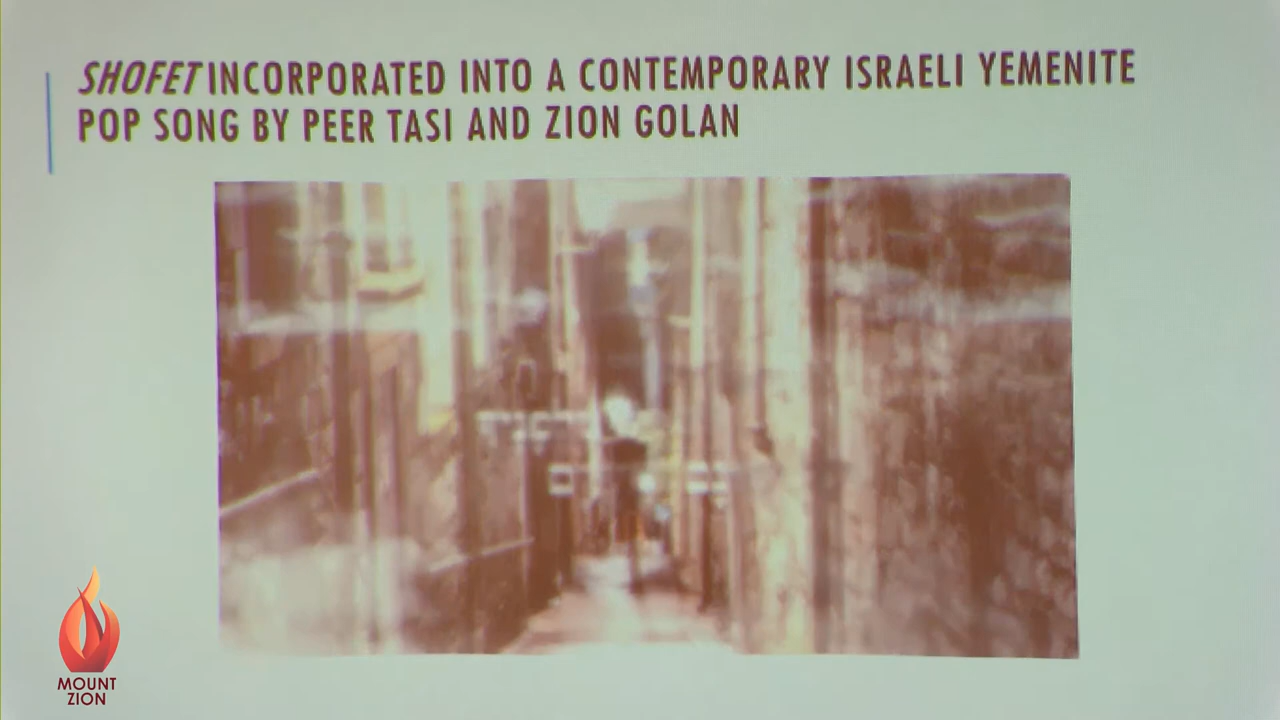 SHOFET INCORPORATED INTO A CONTEMPORARY ISRAELI YEMENITE
POP SONG BY PEER TASI AND ZION GOLAN
MOUNT
ZION